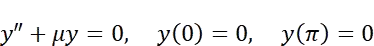 y″ + μy = 0, y(0) = 0, y(π) = 0